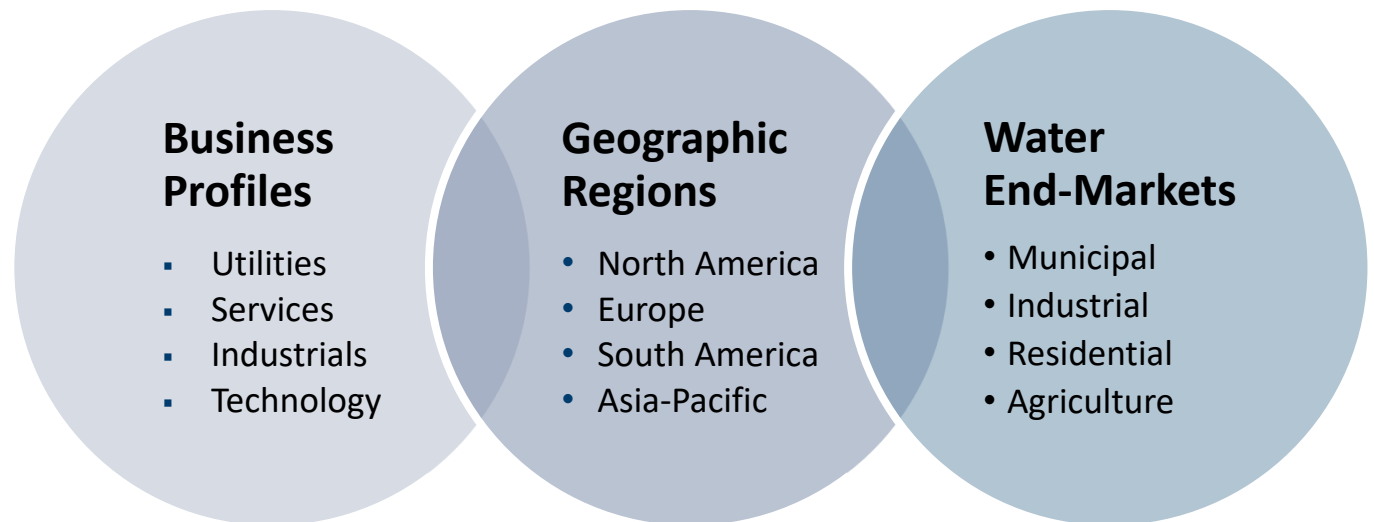 Business
Profiles
▪ Utilities
▪ Services
▪ Industrials
▪ Technology
Geographic
Regions
• North America
• Europe
• South America
• Asia-Pacific
Water
End-Markets
• Municipal
• Industrial
• Residential
• Agriculture